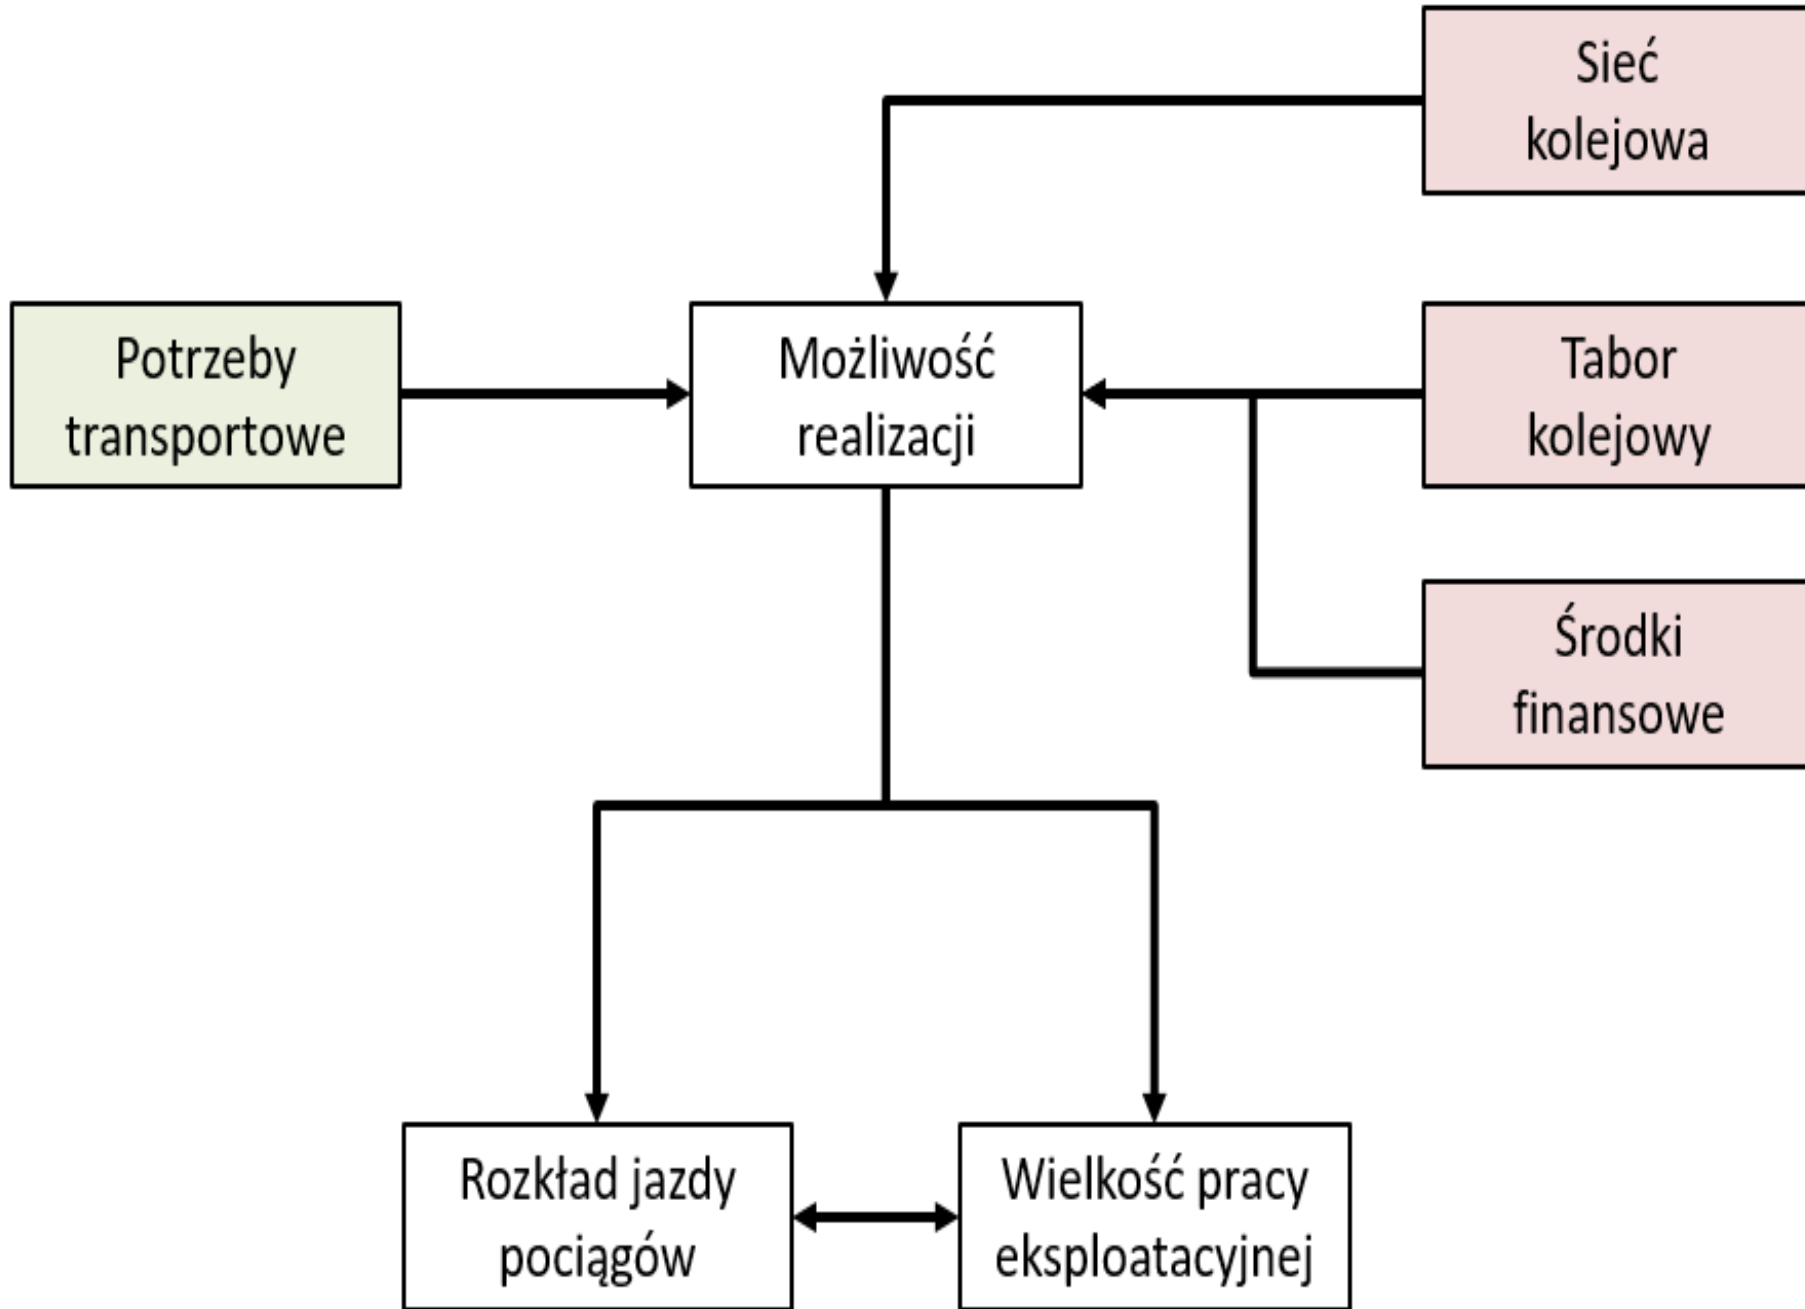 Sieć
kolejowa
Potrzeby
transportowe
Możliwość
realizacji
Tabor
kolejowy
Środki
finansowe
Rozkład jazdy
pociągów
Wielkość pracy
eksploatacyjnej